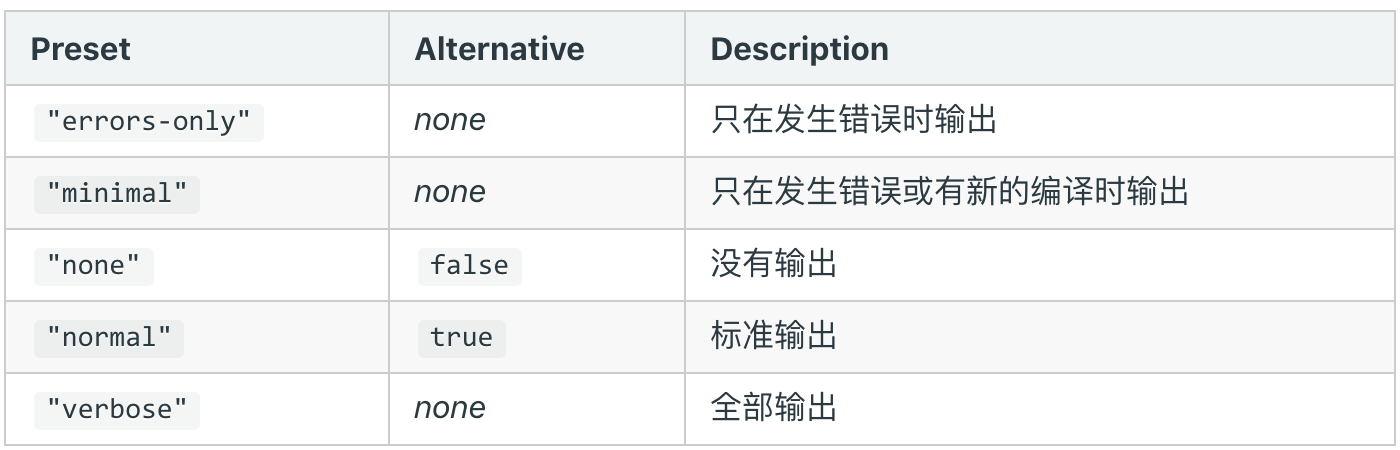 Preset Alternative Description
"errors-only" none 只在发生错误时输出
"minimal" none 只在发生错误或有新的编译时输出
"none" false 没有输出
"normal" true 标准输出
"verbose" none 全部输出